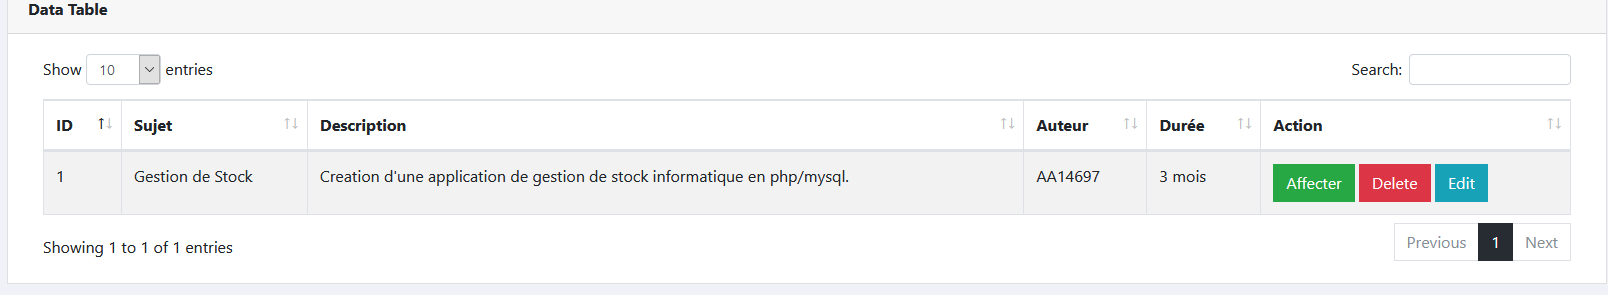 Data Table
Show 10 entries Search:
ID Sujet Description Auteur Durée Action
1 Gestion de Stock Creation d'une application de gestion de stock informatique en php/mysql. AA14697 3 mois Affecter Delete Edit
Showing 1 to 1 of 1 entries Previous 1 Next